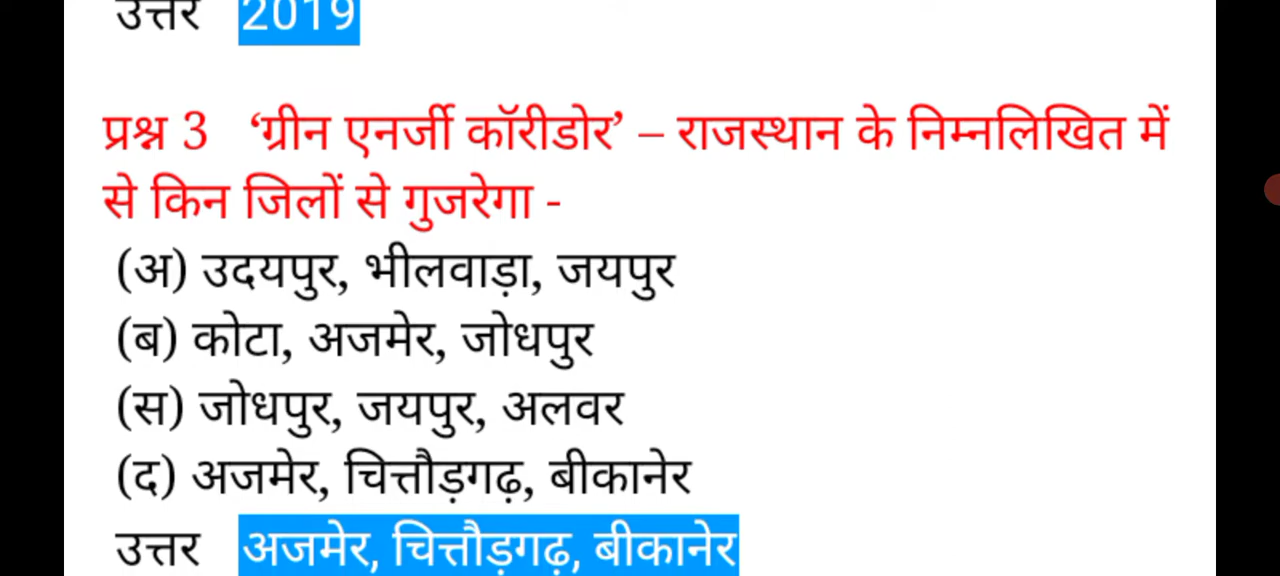 उत्तर 2019
प्रश्न 3 ‘ग्रीन एनर्जी कॉरीडोर’ – राजस्थान के निम्नलिखित में
से किन जिलों से गुजरेगा -
(अ) उदयपुर, भीलवाड़ा, जयपुर
(ब) कोटा, अजमेर, जोधपुर
(स) जोधपुर, जयपुर, अलवर
(द) अजमेर, चित्तौड़गढ़, बीकानेर
उत्तर अजमेर, चित्तौड़गढ़, बीकानेर